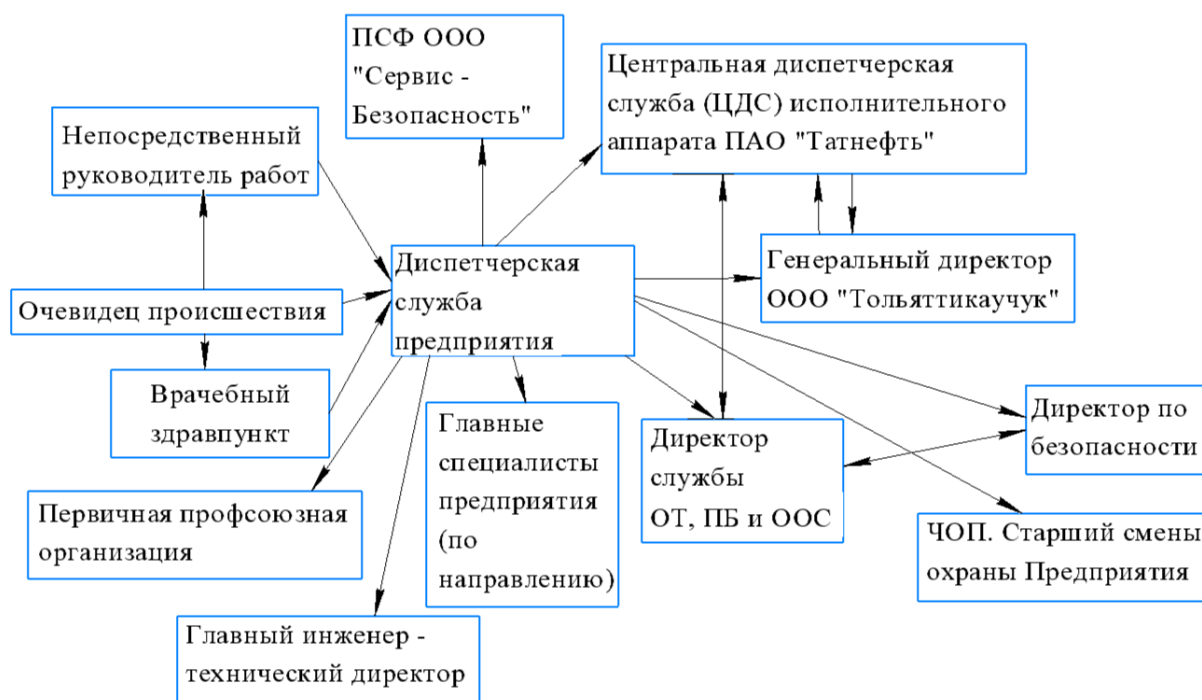 ПСФ ООО
"Сервис -
Безопасность"
Центральная диспетчерская
служба (ЦДС) исполнительного
аппарата ПАО "Татнефть"
Непосредственный
руководитель работ
Диспетчерская
служба
предприятия
Генеральный директор
ООО "Тольяттикаучук"
Очевидец происшествия
Врачебный
здравпункт
Главные
специалисты
предприятия
(по
направлению)
Директор
службы
ОТ, ПБ и ООС
Директор по
безопасности
Первичная профсоюзная
организация
ЧОП. Старший смены
охраны Предприятия
Главный инженер -
технический директор